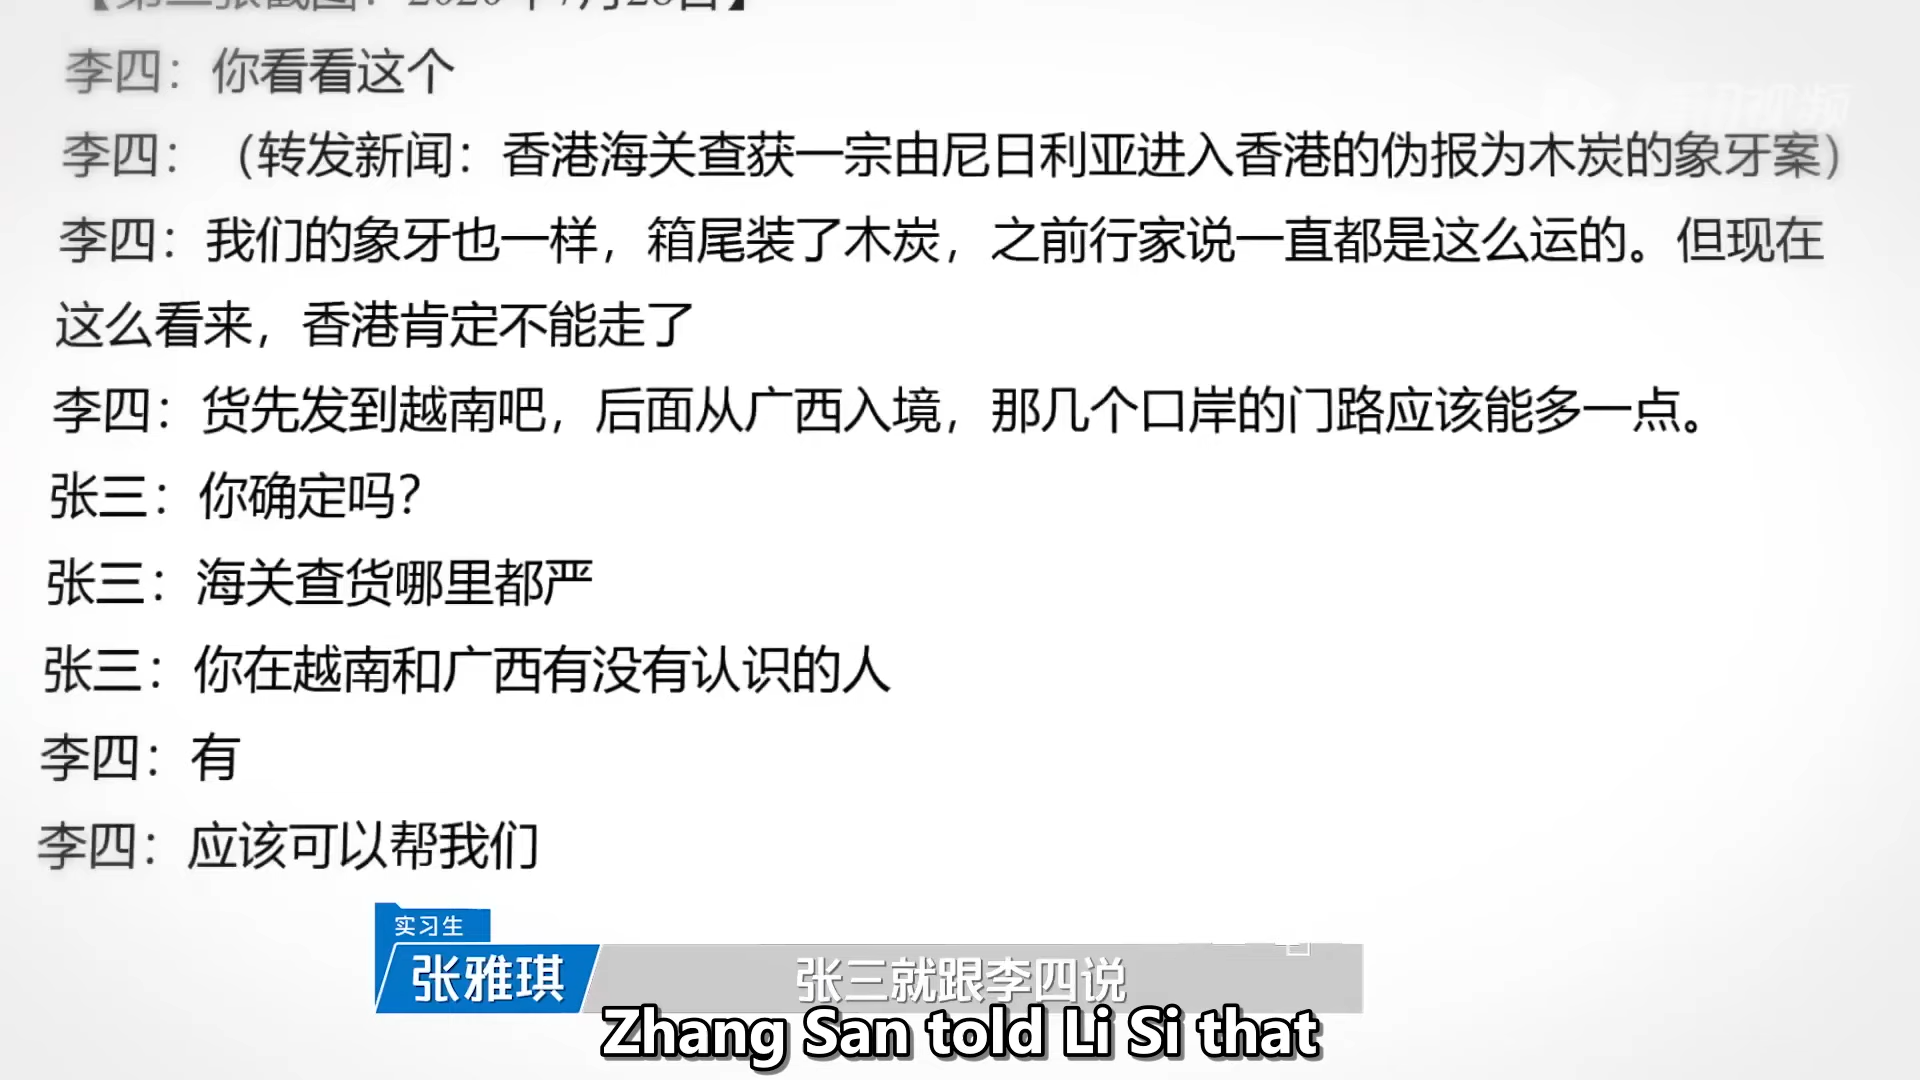 李四：你看看这个
李四：（转发新闻：香港海关查获一宗由尼日利亚进入香港的伪报为木炭的象牙案）
李四：我们的象牙也一样，箱尾装了木炭，之前行家说一直都是这么运的。但现在
这么看来，香港肯定不能走了
李四：货先发到越南吧，后面从广西入境，那几个口岸的门路应该能多一点。
张三：你确定吗？
张三：海关查货哪里都严
张三：你在越南和广西有没有认识的人
李四：有
李四：应该可以帮我们
实习生
张雅琪
张三就跟李四说
Zhang San told Li Si that